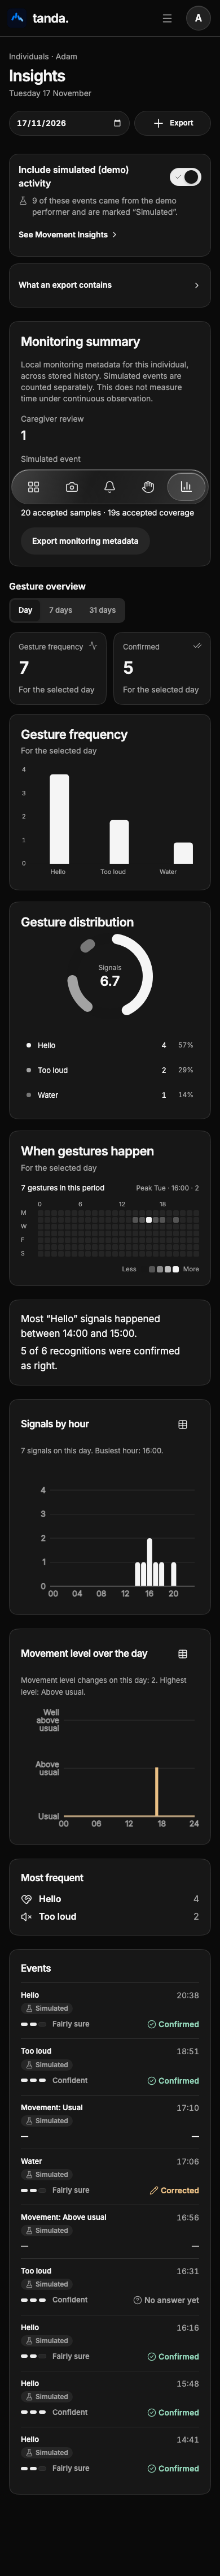 tanda.
A
Individuals · Adam
Insights
Tuesday 17 November
17/11/2026
Export
Include simulated (demo)
activity
9 of these events came from the demo
performer and are marked "Simulated".
See Movement Insights
What an export contains
Monitoring summary
Local monitoring metadata for this individual,
across stored history. Simulated events are
counted separately. This does not measure
time under continuous observation.
Caregiver review
1
Simulated event
20 accepted samples · 19s accepted coverage
Export monitoring metadata
Gesture overview
Day 7 days 31 days
Gesture frequency
7
For the selected day
Confirmed
5
For the selected day
Gesture frequency
For the selected day
4
3
2
1
0
Hello Too loud Water
Gesture distribution
Signals
6.7
Hello 4 57%
Too loud 2 29%
Water 1 14%
When gestures happen
For the selected day
7 gestures in this period Peak Tue · 16:00 · 2
0 6 12 18
M
W
F
S
Less More
Most "Hello" signals happened
between 14:00 and 15:00.
5 of 6 recognitions were confirmed
as right.
Signals by hour
7 signals on this day. Busiest hour: 16:00.
4
3
2
1
0
00 04 08 12 16 20
Movement level over the day
Movement level changes on this day: 2. Highest
level: Above usual.
Well
above
usual
Above
usual
Usual
00 06 12 18 24
Most frequent
Hello 4
Too loud 2
Events
Hello 20:38
Simulated
Fairly sure Confirmed
Too loud 18:51
Simulated
Confident Confirmed
Movement: Usual 17:10
Simulated
— —
Water 17:06
Simulated
Fairly sure Corrected
Movement: Above usual 16:56
Simulated
— —
Too loud 16:31
Simulated
Confident No answer yet
Hello 16:16
Simulated
Fairly sure Confirmed
Hello 15:48
Simulated
Confident Confirmed
Hello 14:41
Simulated
Fairly sure Confirmed